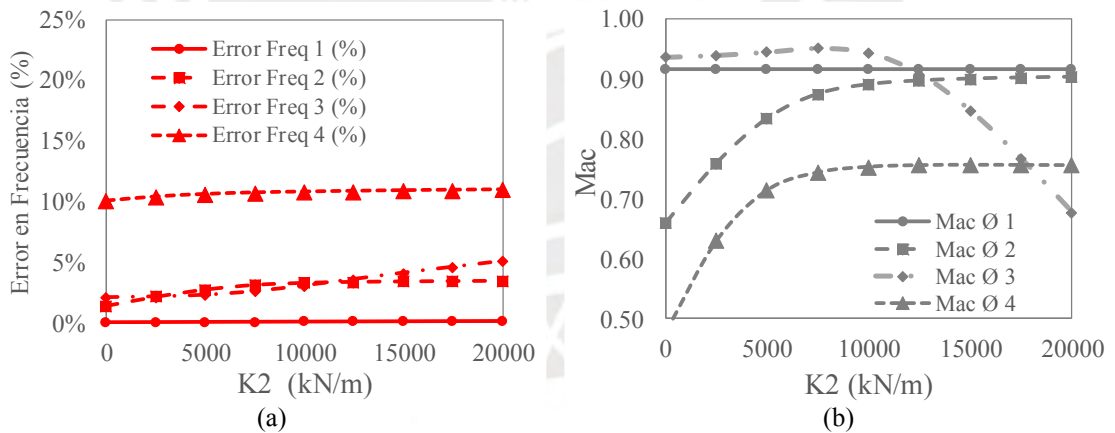 25%
20%
15%
10%
5%
0%
Error en Frecuencia (%)
Error Freq 1 (%)
Error Freq 2 (%)
Error Freq 3 (%)
Error Freq 4 (%)
0 5000 10000 15000 20000
K2 (kN/m)
(a)
1.00
0.90
0.80
0.70
0.60
0.50
Mac
Mac Ø 1
Mac Ø 2
Mac Ø 3
Mac Ø 4
0 5000 10000 15000 20000
K2 (kN/m)
(b)